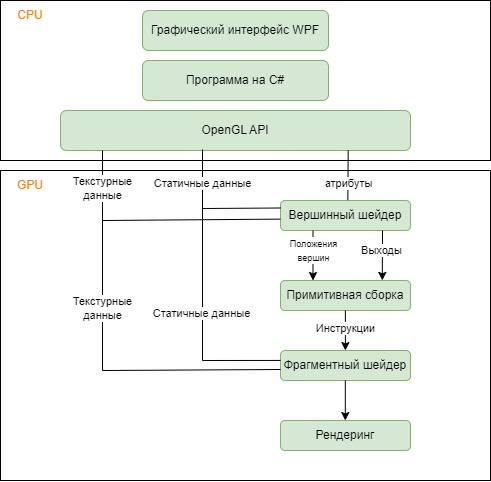 CPU
Графический интерфейс WPF
Программа на C#
OpenGL API
GPU
Текстурные
данные
Статичные данные
атрибуты
Вершинный шейдер
Положения
вершин
Выходы
Примитивная сборка
Текстурные
данные
Статичные данные
Инструкции
Фрагментный шейдер
Рендеринг